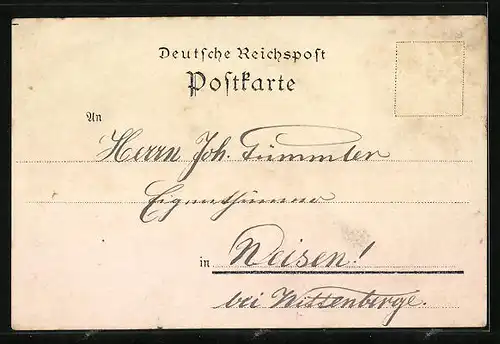 Deutsche Reichspost
Postkarte
An
Herrn Joh. Tümmler
Eigenthümer
in Weisen!
bei Wittenberge.